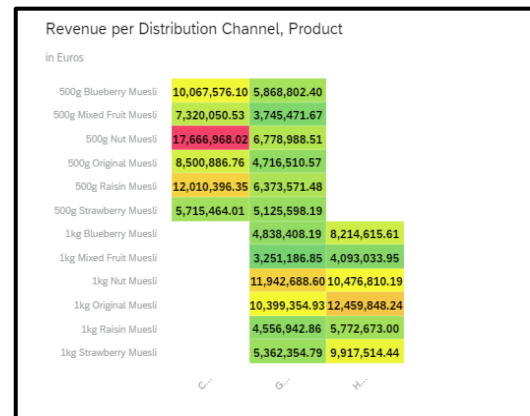 Revenue per Distribution Channel, Product
in Euros
500g Blueberry Muesli 10,067,576.10 5,868,802.40
500g Mixed Fruit Muesli 7,320,050.53 3,745,471.67
500g Nut Muesli 17,666,968.02 6,778,988.51
500g Original Muesli 8,500,886.76 4,716,510.57
500g Raisin Muesli 12,010,396.35 6,373,571.48
500g Strawberry Muesli 5,715,464.01 5,125,598.19
1kg Blueberry Muesli 4,838,408.19 8,214,615.61
1kg Mixed Fruit Muesli 3,251,186.85 4,093,033.95
1kg Nut Muesli 11,942,688.60 10,476,810.19
1kg Original Muesli 10,399,354.93 12,459,848.24
1kg Raisin Muesli 4,556,942.86 5,772,673.00
1kg Strawberry Muesli 5,362,354.79 9,917,514.44
C... G... H...